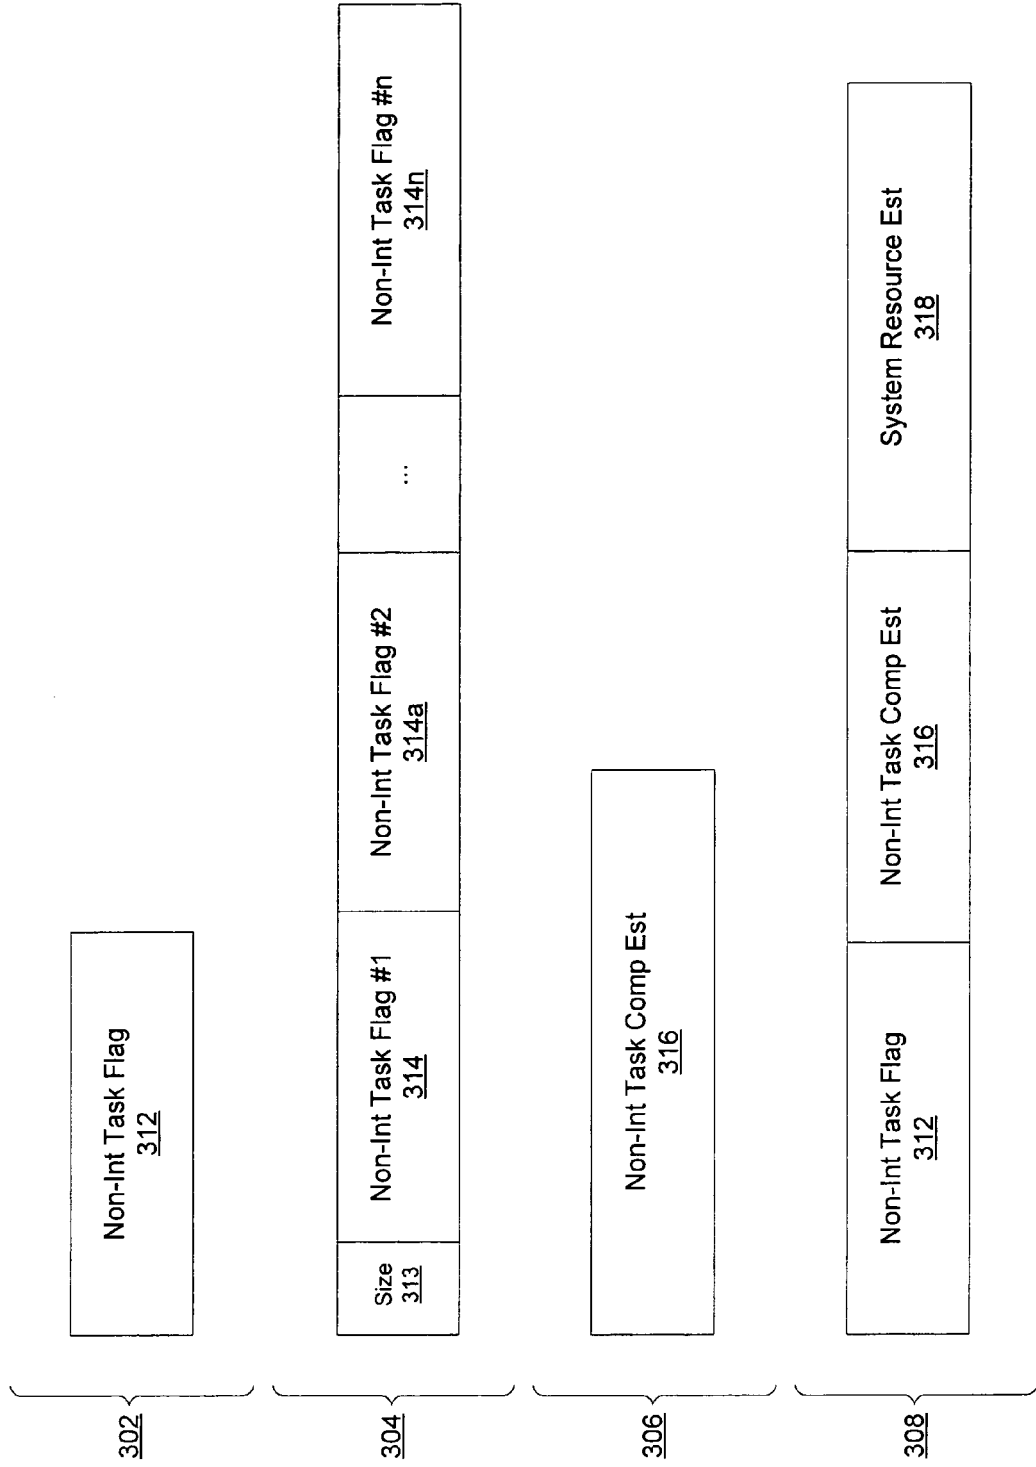 302
Non-Int Task Flag
312
304
Size
313
Non-Int Task Flag #1
314
Non-Int Task Flag #2
314a
...
Non-Int Task Flag #n
314n
306
Non-Int Task Comp Est
316
308
Non-Int Task Flag
312
Non-Int Task Comp Est
316
System Resource Est
318